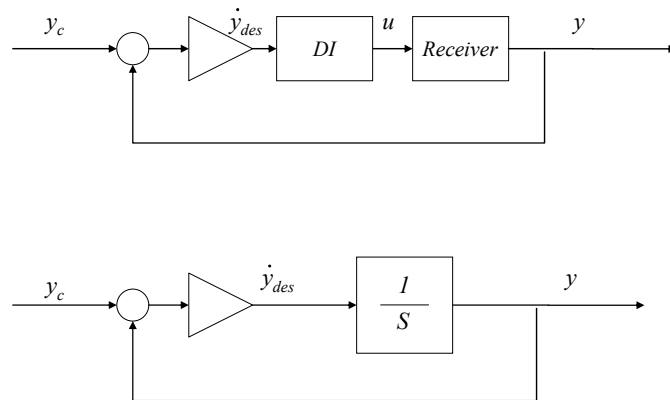 y_c ẏ_des DI u Receiver y
y_c ẏ_des 1/S y